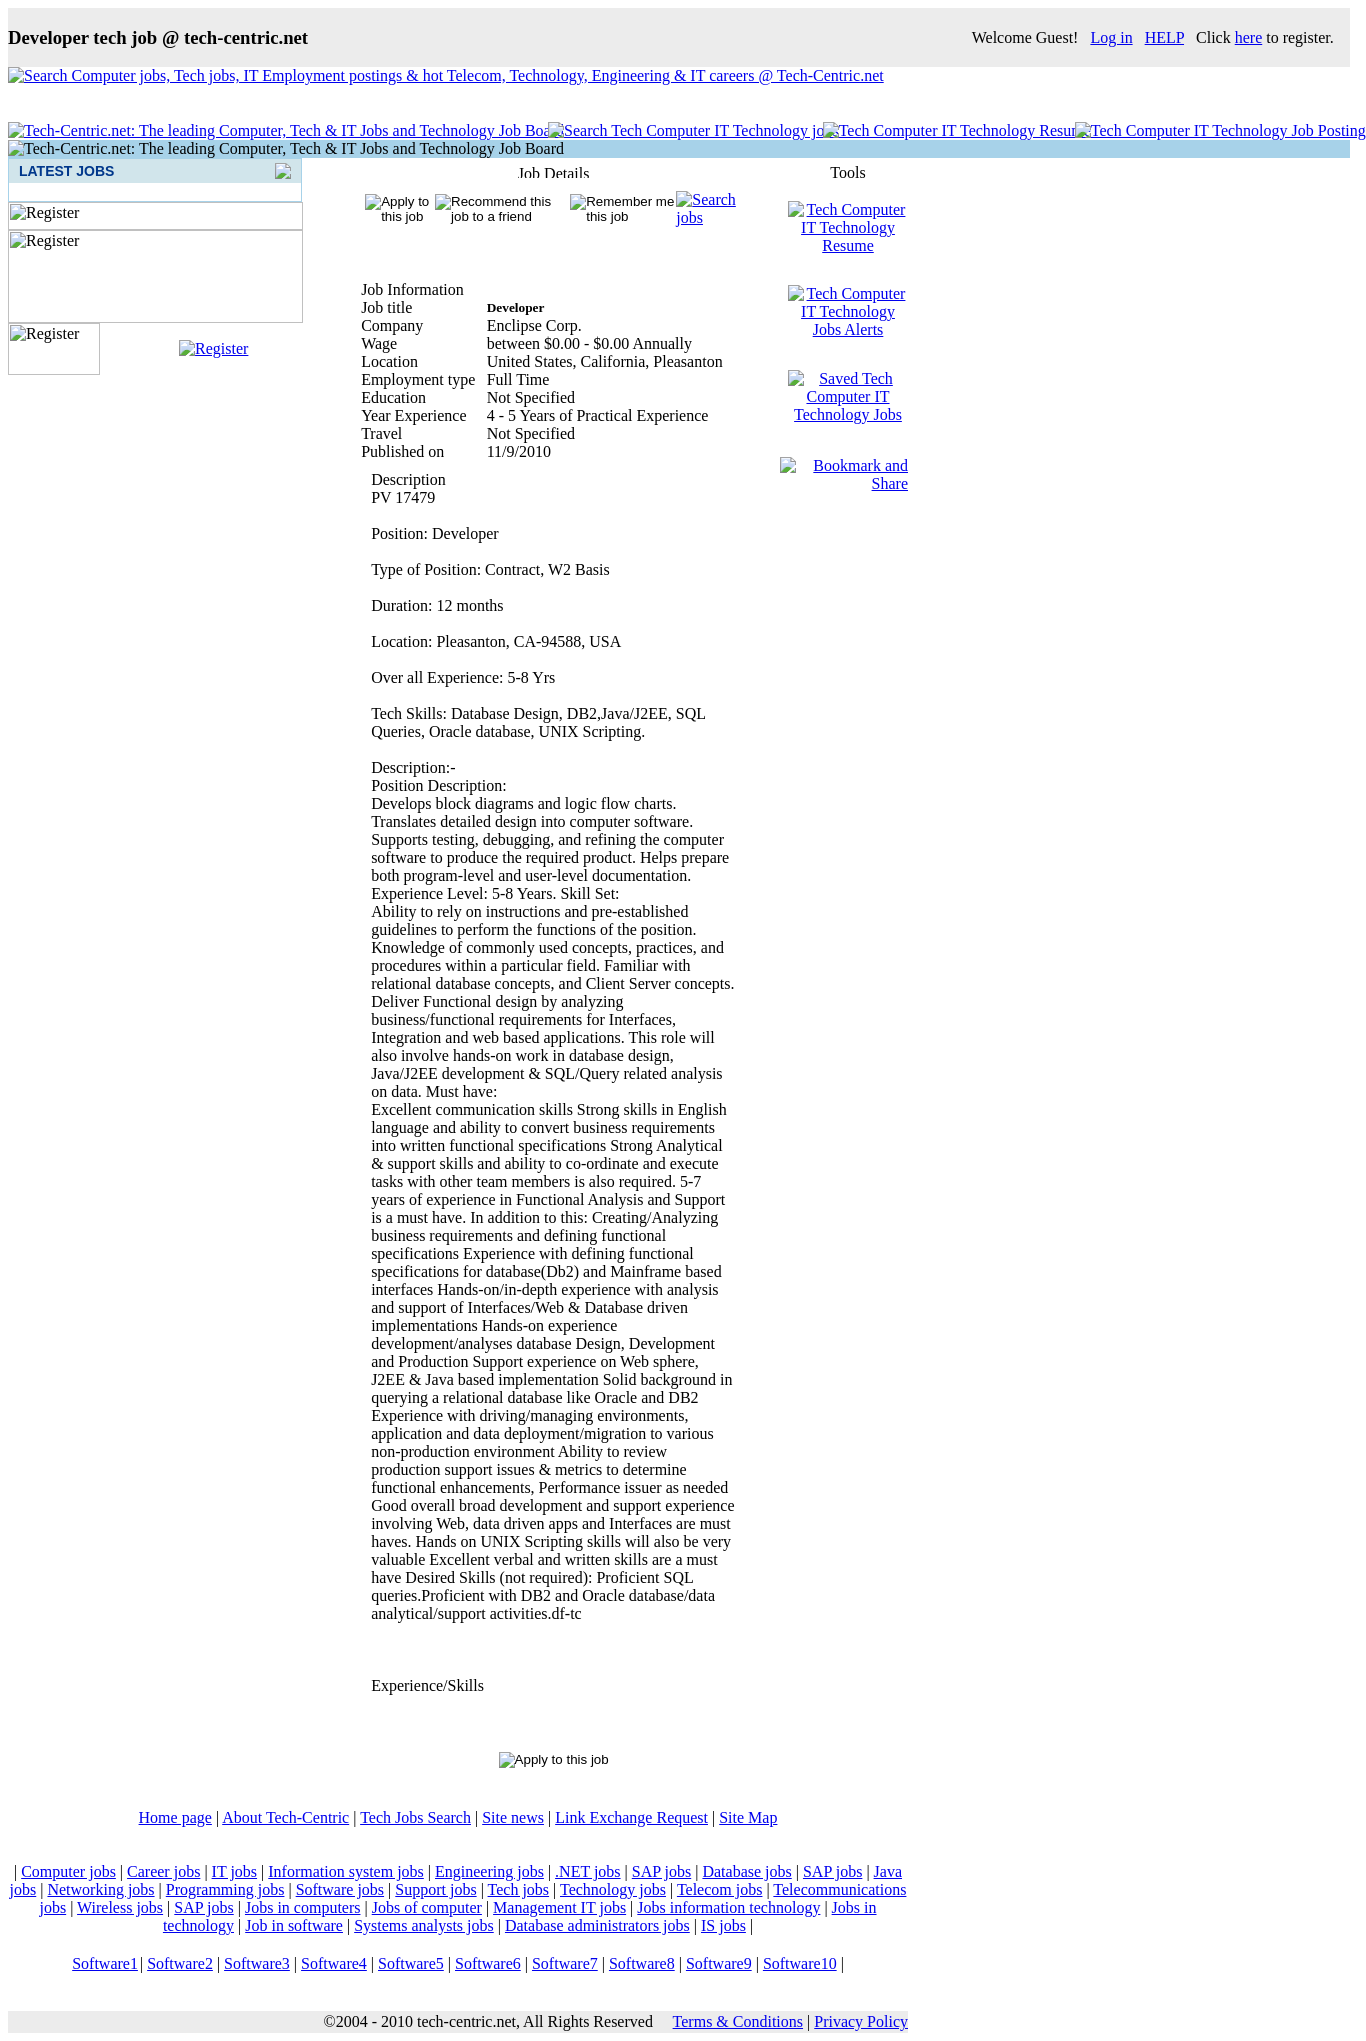 Developer tech job @ tech-centric.net
Welcome Guest! Log in HELP Click here to register.
Search Computer jobs, Tech jobs, IT Employment postings & hot Telecom, Technology, Engineering & IT careers @ Tech-Centric.net
Tech-Centric.net: The leading Computer, Tech & IT Jobs and Technology Job Board
Search Tech Computer IT Technology jobs
Tech Computer IT Technology Resume
Tech Computer IT Technology Job Posting
Tech-Centric.net: The leading Computer, Tech & IT Jobs and Technology Job Board
LATEST JOBS
Register
Register
Register
Register
Job Details
Apply to
this job
Recommend this
job to a friend
Remember me
this job
Search
jobs
Job Information
Job title Developer
Company Enclipse Corp.
Wage between $0.00 - $0.00 Annually
Location United States, California, Pleasanton
Employment type Full Time
Education Not Specified
Year Experience 4 - 5 Years of Practical Experience
Travel Not Specified
Published on 11/9/2010
Description
PV 17479
Position: Developer
Type of Position: Contract, W2 Basis
Duration: 12 months
Location: Pleasanton, CA-94588, USA
Over all Experience: 5-8 Yrs
Tech Skills: Database Design, DB2,Java/J2EE, SQL
Queries, Oracle database, UNIX Scripting.
Description:-
Position Description:
Develops block diagrams and logic flow charts.
Translates detailed design into computer software.
Supports testing, debugging, and refining the computer
software to produce the required product. Helps prepare
both program-level and user-level documentation.
Experience Level: 5-8 Years. Skill Set:
Ability to rely on instructions and pre-established
guidelines to perform the functions of the position.
Knowledge of commonly used concepts, practices, and
procedures within a particular field. Familiar with
relational database concepts, and Client Server concepts.
Deliver Functional design by analyzing
business/functional requirements for Interfaces,
Integration and web based applications. This role will
also involve hands-on work in database design,
Java/J2EE development & SQL/Query related analysis
on data. Must have:
Excellent communication skills Strong skills in English
language and ability to convert business requirements
into written functional specifications Strong Analytical
& support skills and ability to co-ordinate and execute
tasks with other team members is also required. 5-7
years of experience in Functional Analysis and Support
is a must have. In addition to this: Creating/Analyzing
business requirements and defining functional
specifications Experience with defining functional
specifications for database(Db2) and Mainframe based
interfaces Hands-on/in-depth experience with analysis
and support of Interfaces/Web & Database driven
implementations Hands-on experience
development/analyses database Design, Development
and Production Support experience on Web sphere,
J2EE & Java based implementation Solid background in
querying a relational database like Oracle and DB2
Experience with driving/managing environments,
application and data deployment/migration to various
non-production environment Ability to review
production support issues & metrics to determine
functional enhancements, Performance issuer as needed
Good overall broad development and support experience
involving Web, data driven apps and Interfaces are must
haves. Hands on UNIX Scripting skills will also be very
valuable Excellent verbal and written skills are a must
have Desired Skills (not required): Proficient SQL
queries.Proficient with DB2 and Oracle database/data
analytical/support activities.df-tc
Experience/Skills
Apply to this job
Tools
Tech Computer
IT Technology
Resume
Tech Computer
IT Technology
Jobs Alerts
Saved Tech
Computer IT
Technology Jobs
Bookmark and
Share
Home page | About Tech-Centric | Tech Jobs Search | Site news | Link Exchange Request | Site Map
| Computer jobs | Career jobs | IT jobs | Information system jobs | Engineering jobs | .NET jobs | SAP jobs | Database jobs | SAP jobs | Java
jobs | Networking jobs | Programming jobs | Software jobs | Support jobs | Tech jobs | Technology jobs | Telecom jobs | Telecommunications
jobs | Wireless jobs | SAP jobs | Jobs in computers | Jobs of computer | Management IT jobs | Jobs information technology | Jobs in
technology | Job in software | Systems analysts jobs | Database administrators jobs | IS jobs |
Software1 | Software2 | Software3 | Software4 | Software5 | Software6 | Software7 | Software8 | Software9 | Software10 |
©2004 - 2010 tech-centric.net, All Rights Reserved Terms & Conditions | Privacy Policy